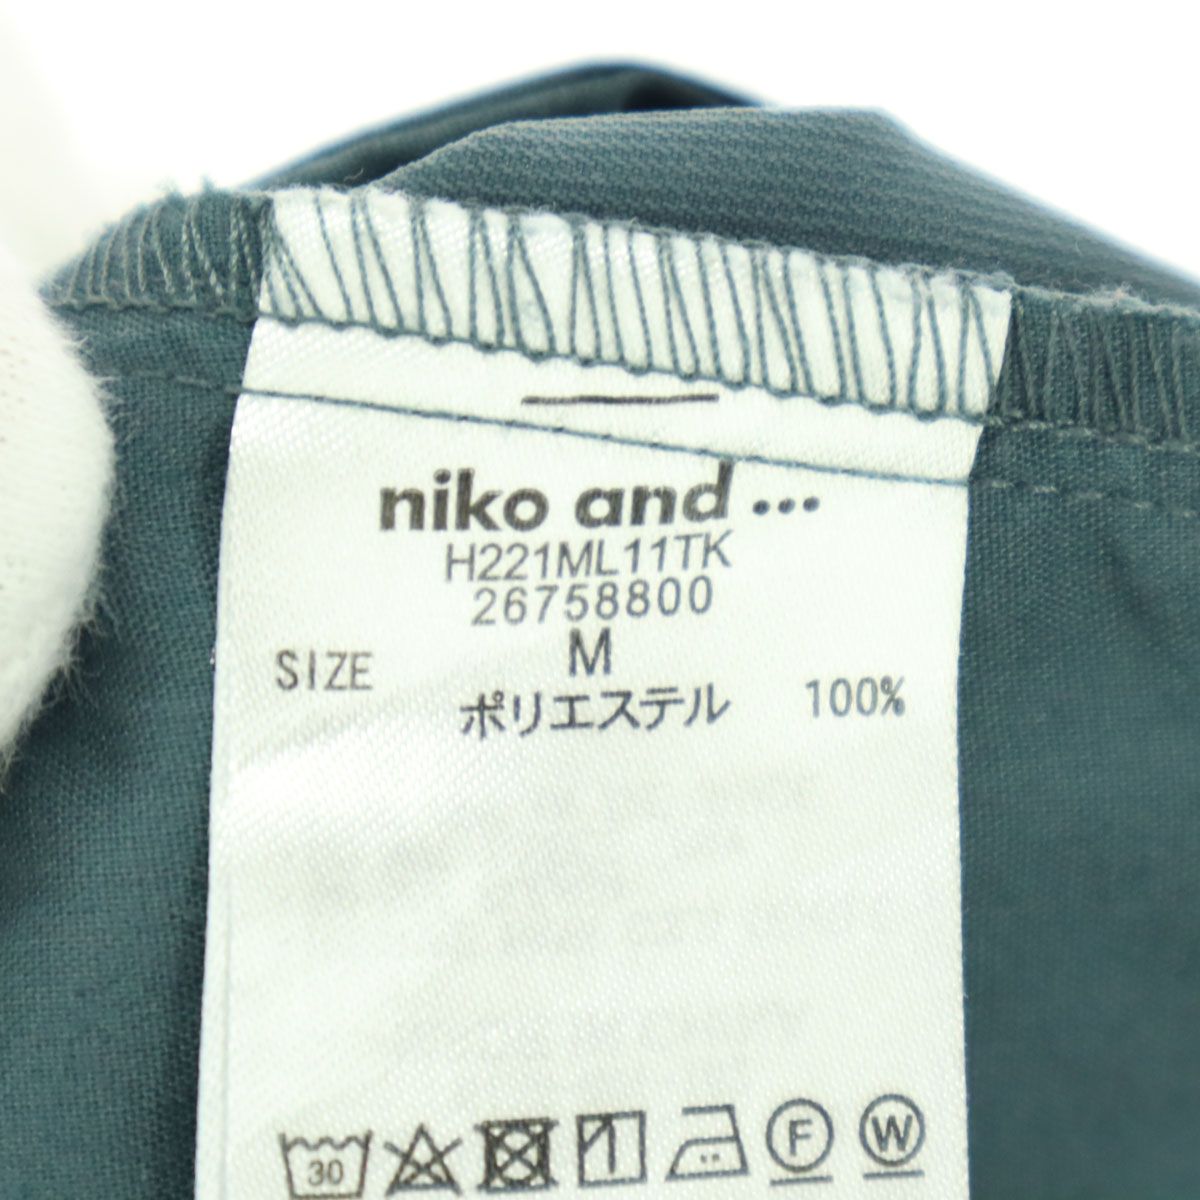 niko and ...
H221ML11TK
26758800
SIZE M
ポリエステル 100%
30 F W